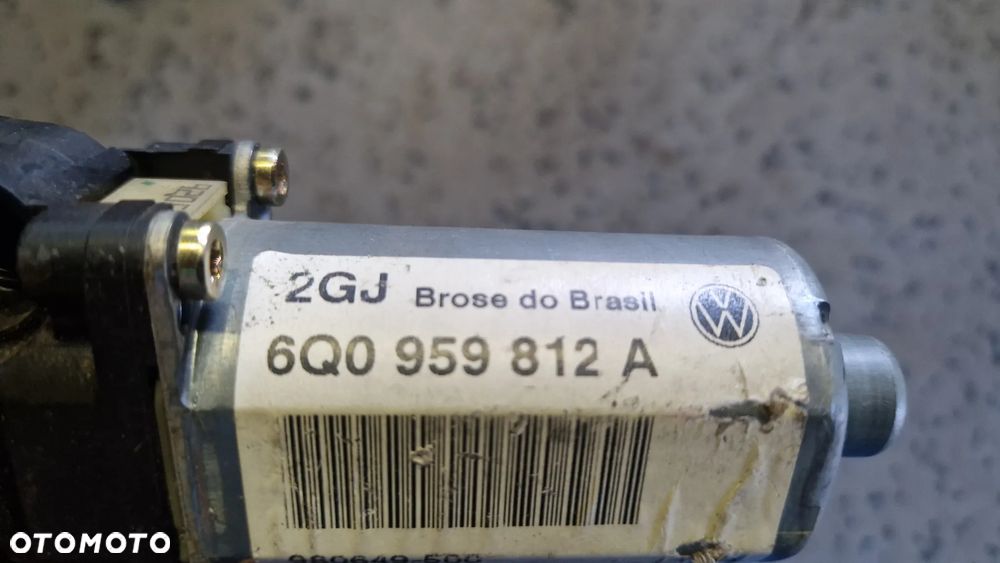 2GJ Brose do Brasil
6Q0 959 812 A
OTOMOTO